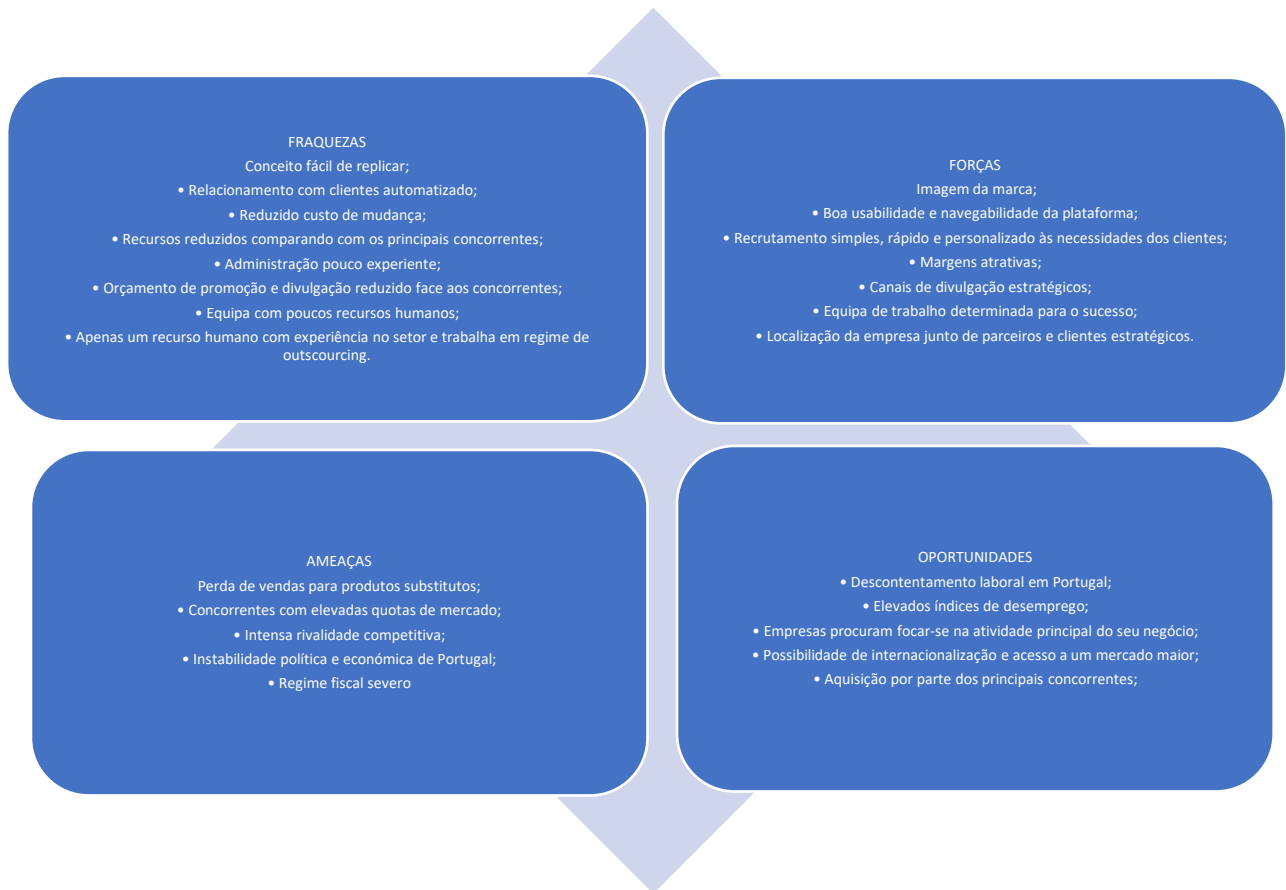 FRAQUEZAS
Conceito fácil de replicar;
• Relacionamento com clientes automatizado;
• Reduzido custo de mudança;
• Recursos reduzidos comparando com os principais concorrentes;
• Administração pouco experiente;
• Orçamento de promoção e divulgação reduzido face aos concorrentes;
• Equipa com poucos recursos humanos;
• Apenas um recurso humano com experiência no setor e trabalha em regime de
outscourcing.
FORÇAS
Imagem da marca;
• Boa usabilidade e navegabilidade da plataforma;
• Recrutamento simples, rápido e personalizado às necessidades dos clientes;
• Margens atrativas;
• Canais de divulgação estratégicos;
• Equipa de trabalho determinada para o sucesso;
• Localização da empresa junto de parceiros e clientes estratégicos.
AMEAÇAS
Perda de vendas para produtos substitutos;
• Concorrentes com elevadas quotas de mercado;
• Intensa rivalidade competitiva;
• Instabilidade política e económica de Portugal;
• Regime fiscal severo
OPORTUNIDADES
• Descontentamento laboral em Portugal;
• Elevados índices de desemprego;
• Empresas procuram focar-se na atividade principal do seu negócio;
• Possibilidade de internacionalização e acesso a um mercado maior;
• Aquisição por parte dos principais concorrentes;